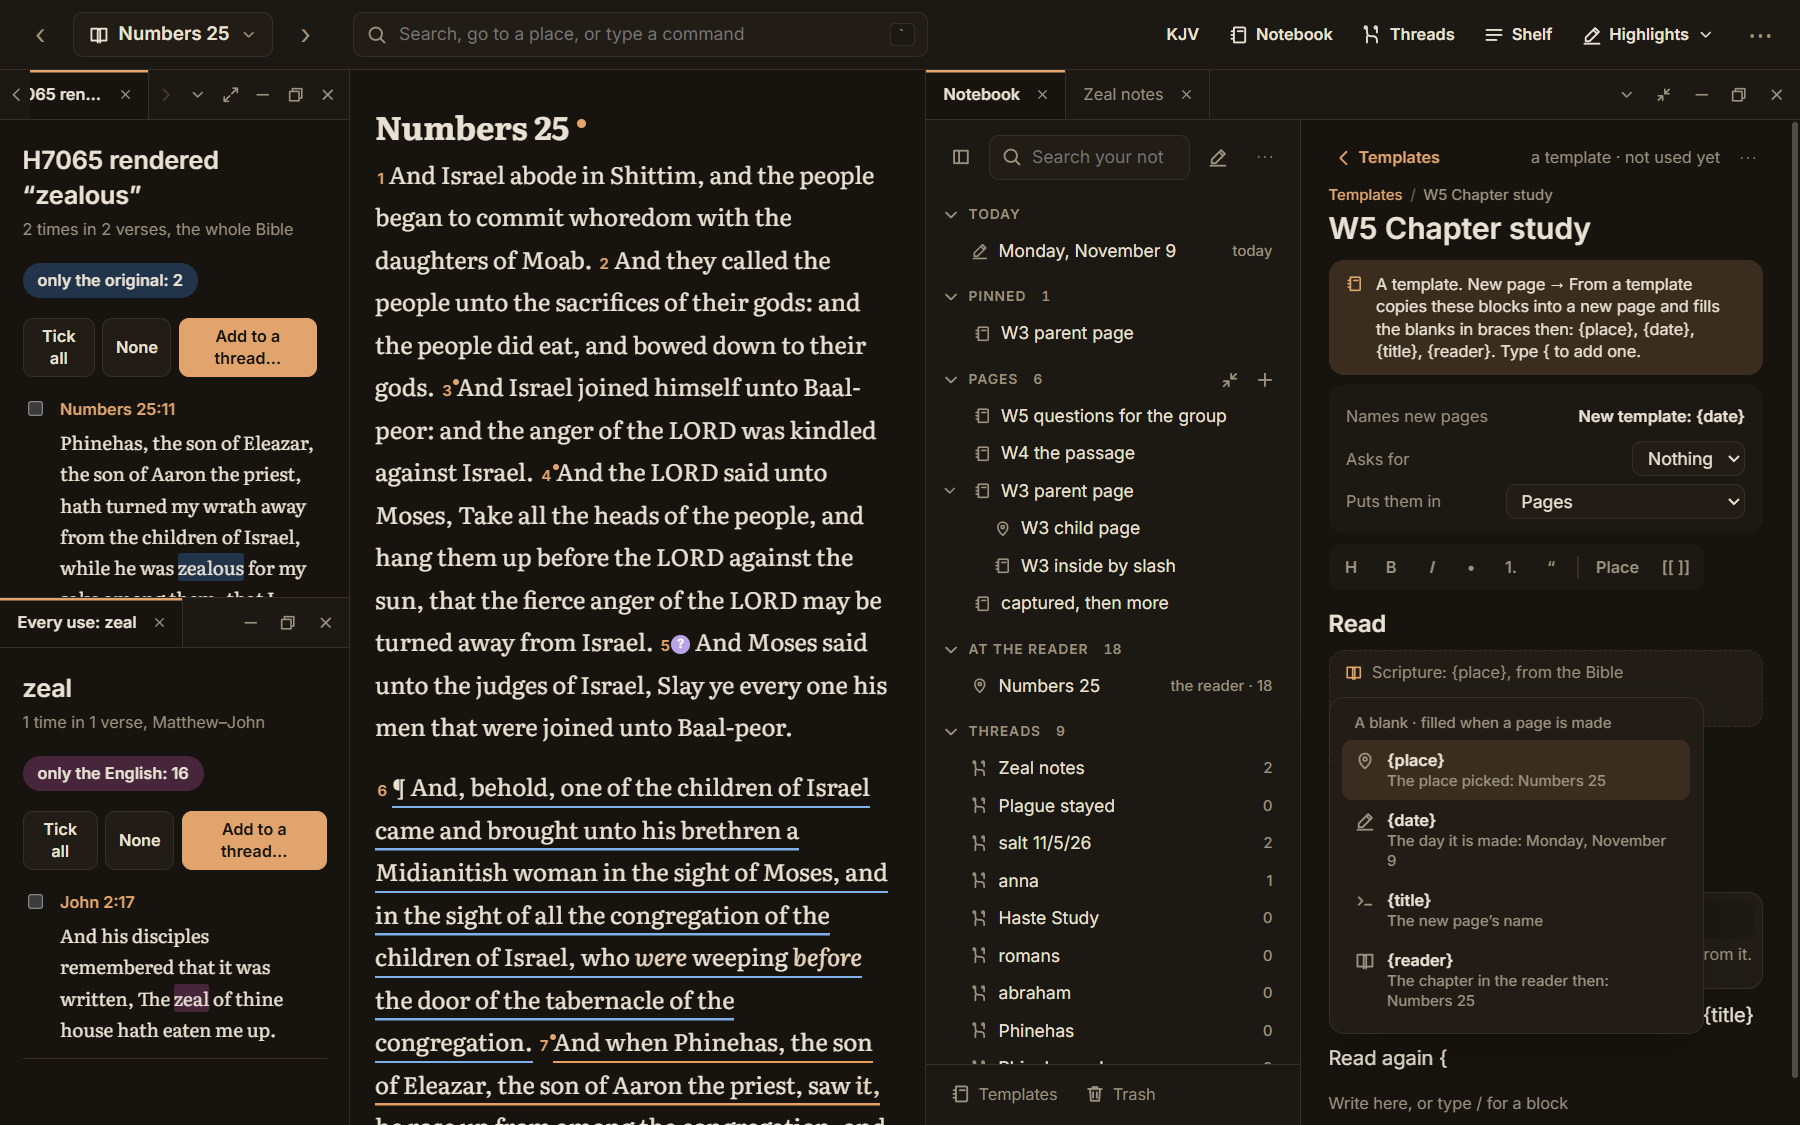 Numbers 25
Search, go to a place, or type a command
`
KJV
Notebook
Threads
Shelf
Highlights
...
065 ren...
H7065 rendered
“zealous”
2 times in 2 verses, the whole Bible
only the original: 2
Tick
all
None
Add to a
thread...
Numbers 25:11
Phinehas, the son of Eleazar,
the son of Aaron the priest,
hath turned my wrath away
from the children of Israel,
while he was zealous for my
Every use: zeal
zeal
1 time in 1 verse, Matthew–John
only the English: 16
Tick
all
None
Add to a
thread...
John 2:17
And his disciples
remembered that it was
written, The zeal of thine
house hath eaten me up.
Numbers 25
1 And Israel abode in Shittim, and the people
began to commit whoredom with the
daughters of Moab. 2 And they called the
people unto the sacrifices of their gods: and
the people did eat, and bowed down to their
gods. 3 And Israel joined himself unto Baal-
peor: and the anger of the LORD was kindled
against Israel. 4 And the LORD said unto
Moses, Take all the heads of the people, and
hang them up before the LORD against the
sun, that the fierce anger of the LORD may be
turned away from Israel. 5 ? And Moses said
unto the judges of Israel, Slay ye every one his
men that were joined unto Baal-peor.
6 ¶ And, behold, one of the children of Israel
came and brought unto his brethren a
Midianitish woman in the sight of Moses, and
in the sight of all the congregation of the
children of Israel, who were weeping before
the door of the tabernacle of the
congregation. 7 And when Phinehas, the son
of Eleazar, the son of Aaron the priest, saw it,
he rose up from among the congregation, and
Notebook
Zeal notes
Search your not
...
TODAY
Monday, November 9
today
PINNED 1
W3 parent page
PAGES 6
W5 questions for the group
W4 the passage
W3 parent page
W3 child page
W3 inside by slash
captured, then more
AT THE READER 18
Numbers 25
the reader · 18
THREADS 9
Zeal notes 2
Plague stayed 0
salt 11/5/26 2
anna 1
Haste Study 0
romans 0
abraham 0
Phinehas 0
Templates
Trash
Templates
a template · not used yet
...
Templates / W5 Chapter study
W5 Chapter study
A template. New page → From a template
copies these blocks into a new page and fills
the blanks in braces then: {place}, {date},
{title}, {reader}. Type { to add one.
Names new pages
New template: {date}
Asks for
Nothing
Puts them in
Pages
H B I • 1. “ Place [[ ]]
Read
Scripture: {place}, from the Bible
A blank · filled when a page is made
{place}
The place picked: Numbers 25
{date}
The day it is made: Monday, November
9
{title}
The new page’s name
{reader}
The chapter in the reader then:
Numbers 25
rom it.
{title}
Read again {
Write here, or type / for a block